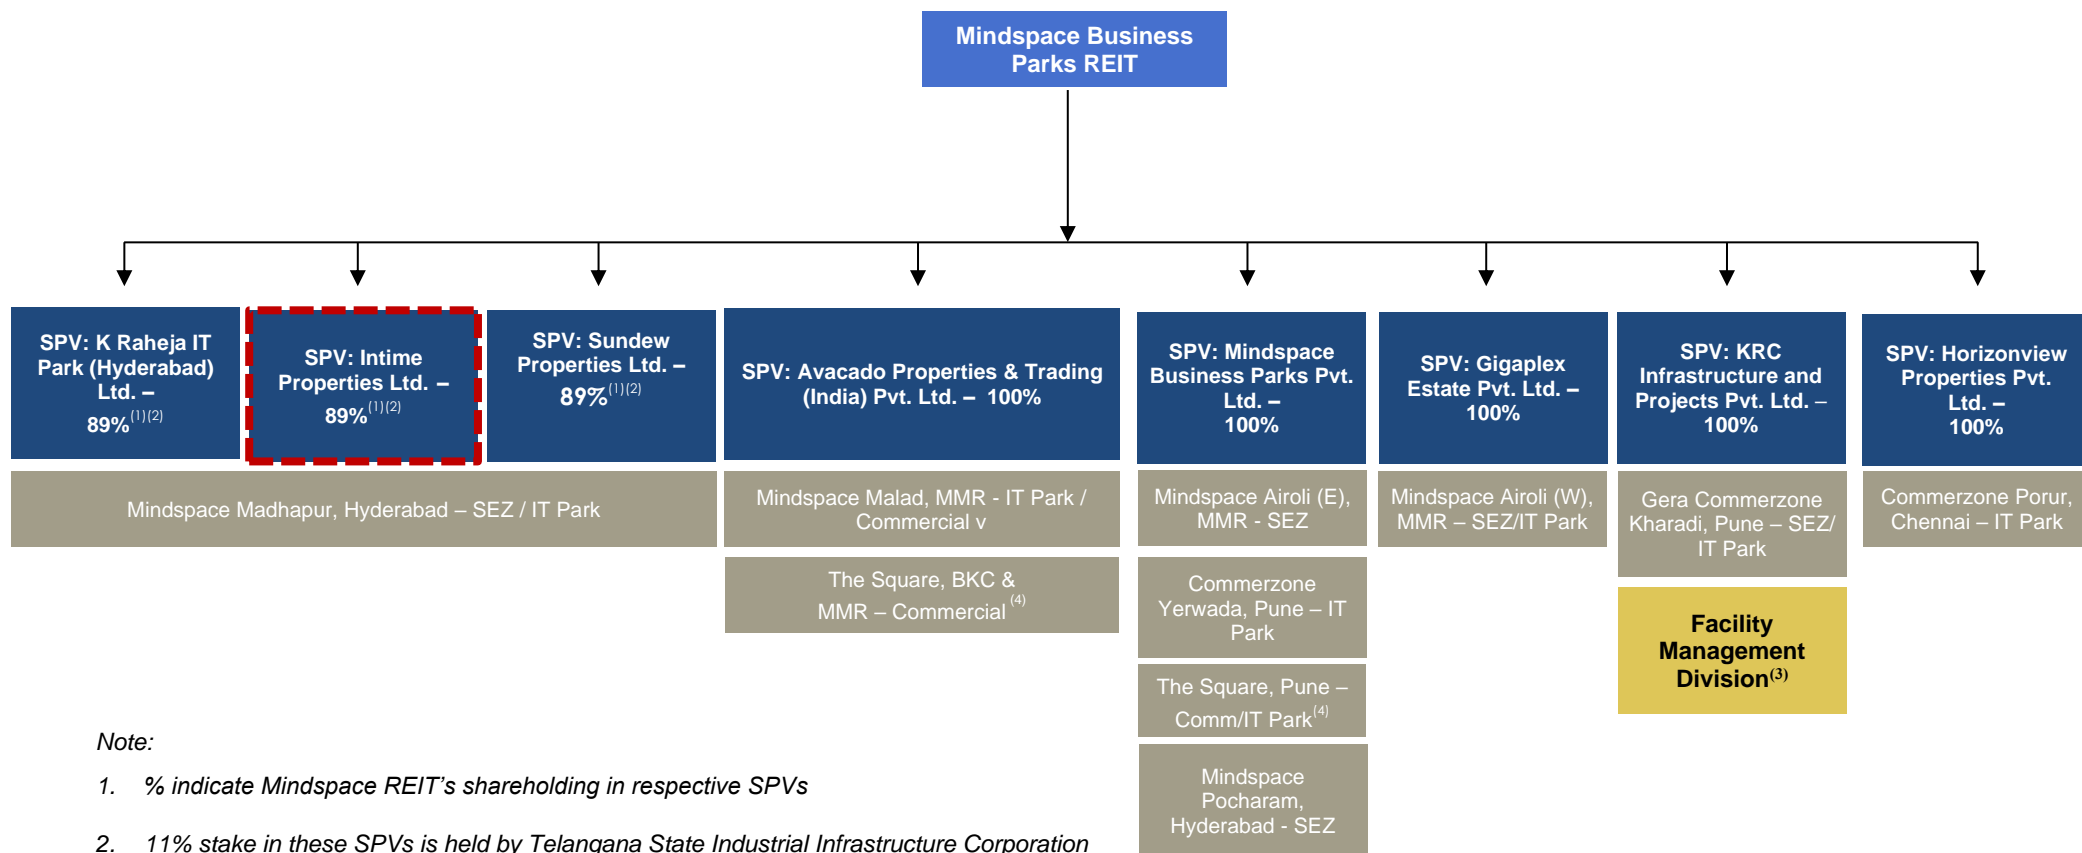 Mindspace Business
Parks REIT
SPV: K Raheja IT
Park (Hyderabad)
Ltd. –
89%(1)(2)
SPV: Intime
Properties Ltd. –
89%(1)(2)
SPV: Sundew
Properties Ltd. –
89%(1)(2)
SPV: Avacado Properties & Trading
(India) Pvt. Ltd. – 100%
SPV: Mindspace
Business Parks Pvt.
Ltd. –
100%
SPV: Gigaplex
Estate Pvt. Ltd. –
100%
SPV: KRC
Infrastructure and
Projects Pvt. Ltd. –
100%
SPV: Horizonview
Properties Pvt.
Ltd. –
100%
Mindspace Madhapur, Hyderabad – SEZ / IT Park
Mindspace Malad, MMR - IT Park /
Commercial v
The Square, BKC &
MMR – Commercial (4)
Mindspace Airoli (E),
MMR - SEZ
Commerzone
Yerwada, Pune – IT
Park
The Square, Pune –
Comm/IT Park(4)
Mindspace
Pocharam,
Hyderabad - SEZ
Mindspace Airoli (W),
MMR – SEZ/IT Park
Gera Commerzone
Kharadi, Pune – SEZ/
IT Park
Facility
Management
Division(3)
Commerzone Porur,
Chennai – IT Park
Note:
1. % indicate Mindspace REIT’s shareholding in respective SPVs
2. 11% stake in these SPVs is held by Telangana State Industrial Infrastructure Corporation